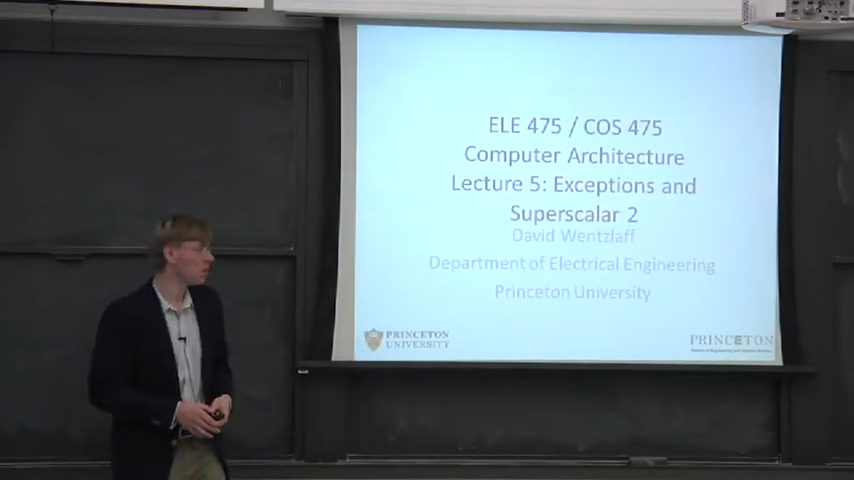 ELE 475 / COS 475
Computer Architecture
Lecture 5: Exceptions and
Superscalar 2
David Wentzlaff
Department of Electrical Engineering
Princeton University
PRINCETON
UNIVERSITY
PRINCETON